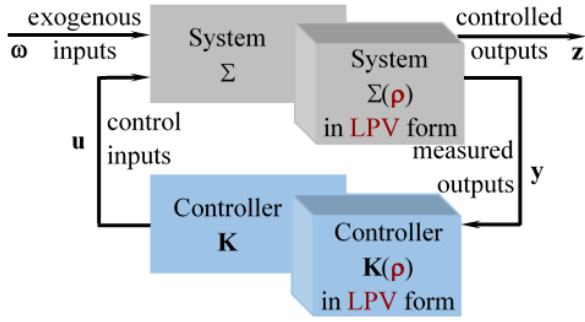 exogenous
ω inputs
System
Σ
controlled
outputs z
System
Σ(ρ)
in LPV form
u
control
inputs
measured
outputs
y
Controller
K
Controller
K(ρ)
in LPV form